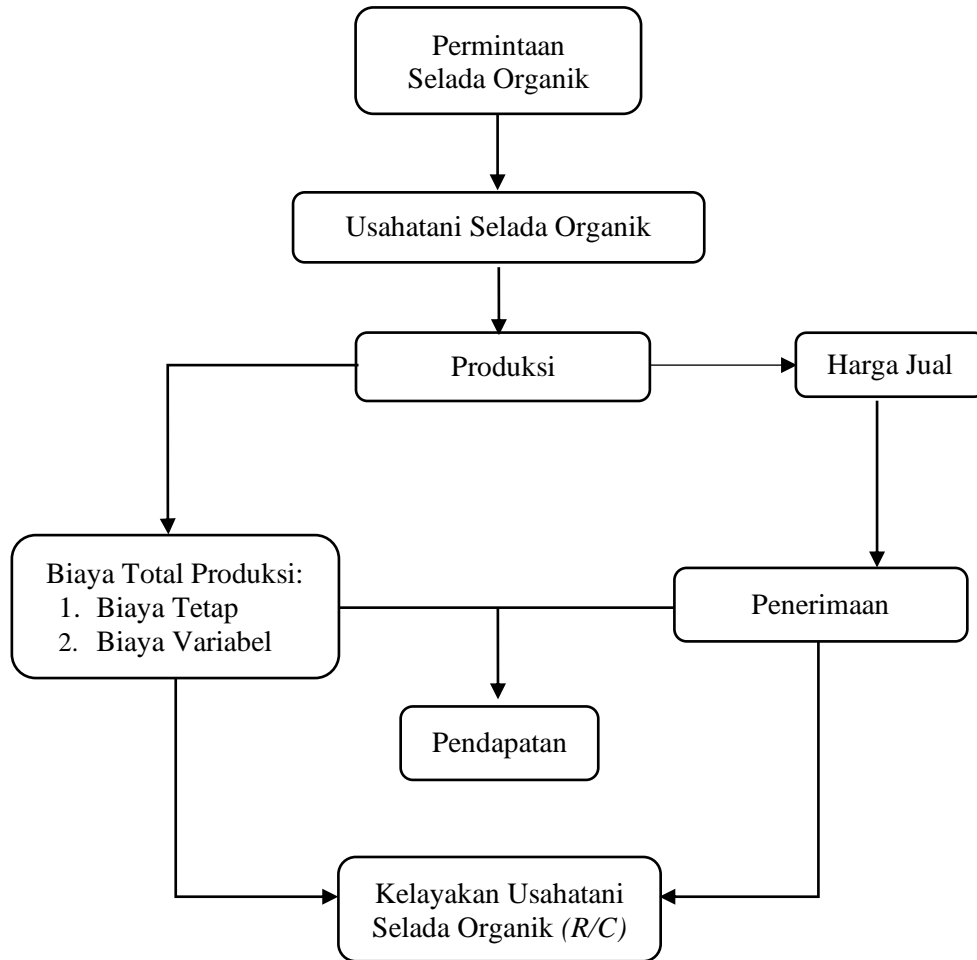 Permintaan
Selada Organik
Usahatani Selada Organik
Produksi
Harga Jual
Biaya Total Produksi:
1. Biaya Tetap
2. Biaya Variabel
Penerimaan
Pendapatan
Kelayakan Usahatani
Selada Organik (R/C)